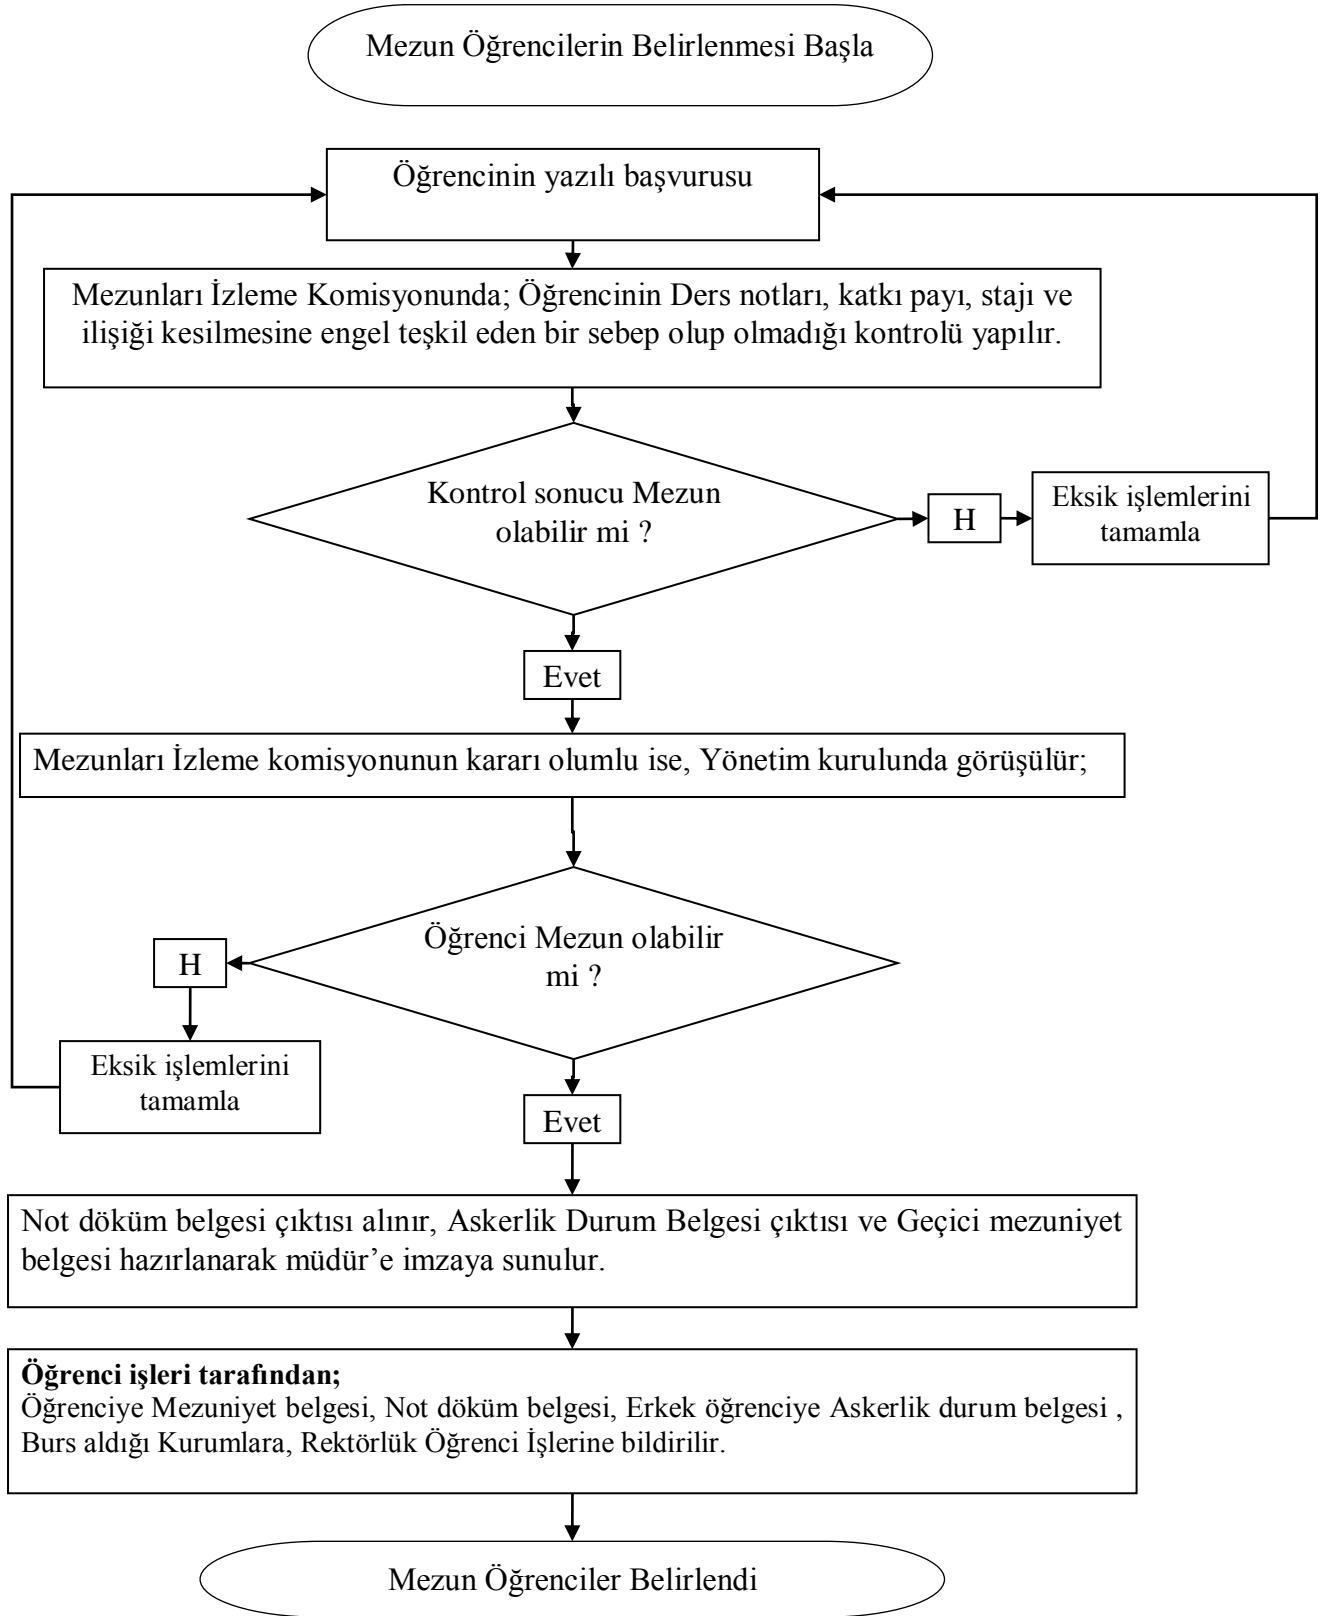 Mezun Öğrencilerin Belirlenmesi Başla
Öğrencinin yazılı başvurusu
Mezunları İzleme Komisyonunda; Öğrencinin Ders notları, katkı payı, stajı ve
ilişiği kesilmesine engel teşkil eden bir sebep olup olmadığı kontrolü yapılır.
Kontrol sonucu Mezun
olabilir mi ?
H
Eksik işlemlerini
tamamla
Evet
Mezunları İzleme komisyonunun kararı olumlu ise, Yönetim kurulunda görüşülür;
Öğrenci Mezun olabilir
mi ?
H
Eksik işlemlerini
tamamla
Evet
Not döküm belgesi çıktısı alınır, Askerlik Durum Belgesi çıktısı ve Geçici mezuniyet
belgesi hazırlanarak müdür’e imzaya sunulur.
Öğrenci işleri tarafından;
Öğrenciye Mezuniyet belgesi, Not döküm belgesi, Erkek öğrenciye Askerlik durum belgesi ,
Burs aldığı Kurumlara, Rektörlük Öğrenci İşlerine bildirilir.
Mezun Öğrenciler Belirlendi